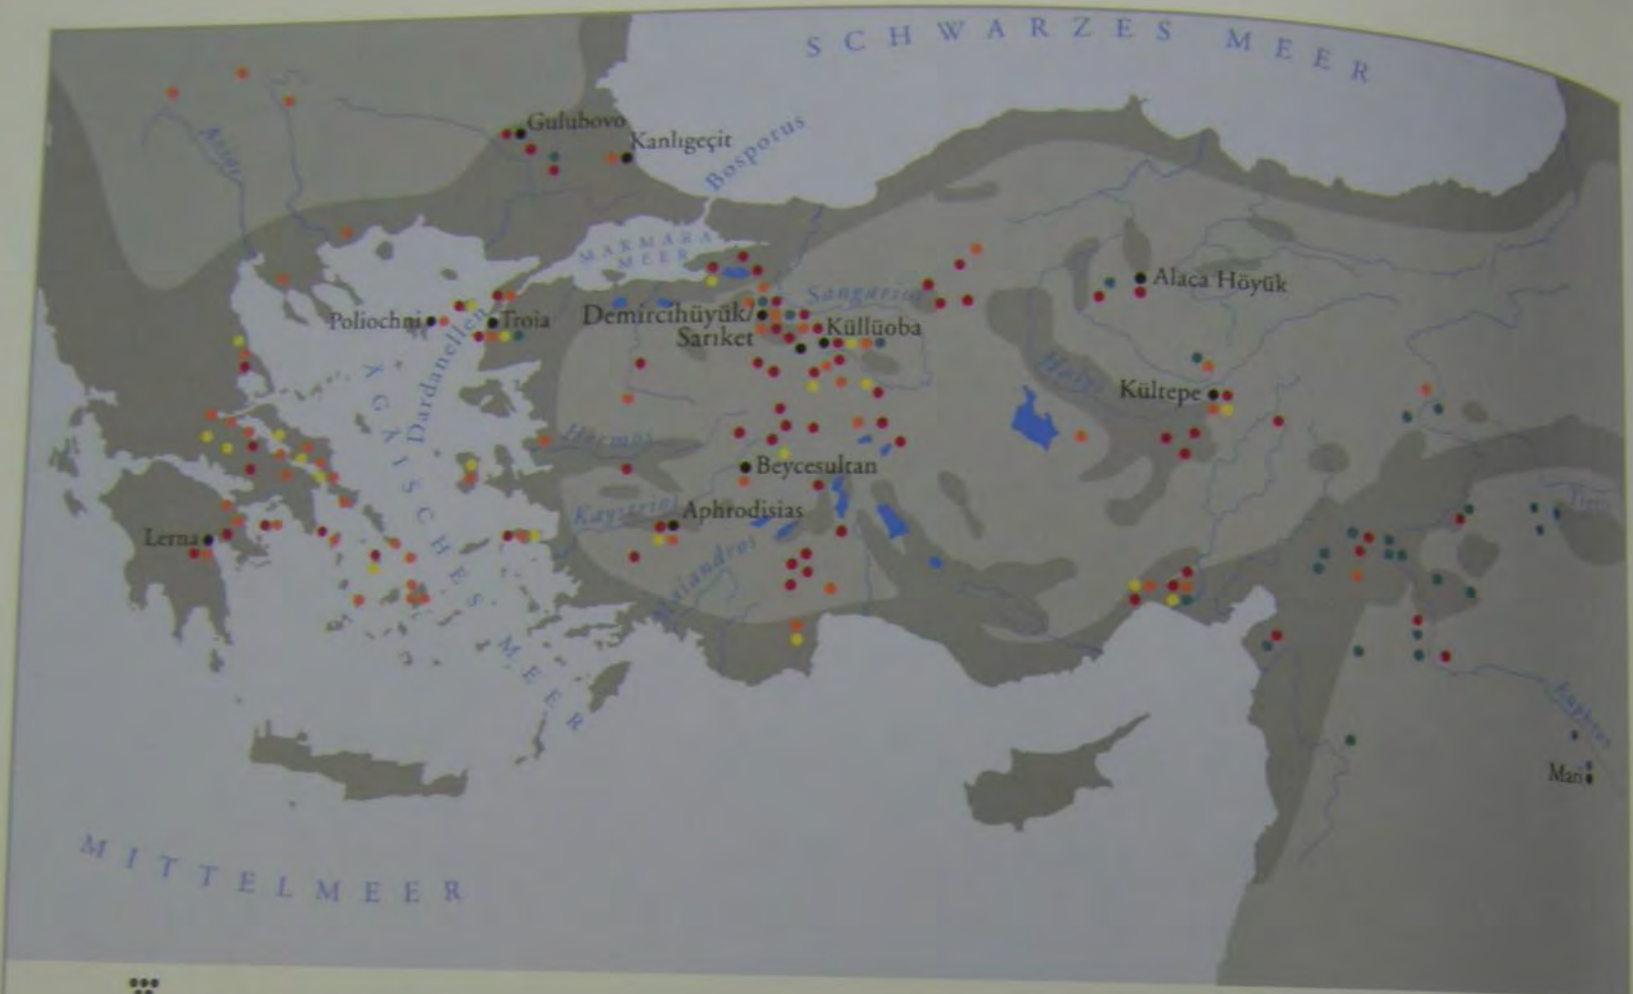 SCHWARZES MEER
Gulubovo
Kanlıgeçit
Bosporus
MARMARA
MEER
Alaca Höyük
Poliochni
Dardanellen
Troia
Demircihüyük/
Sarıket
Sangarios
Küllüoba
ÄGÄISCHES MEER
Halys
Kültepe
Hermos
Beycesultan
Kaystrios
Aphrodisias
Lerna
Maiandros
Tigris
Euphrat
Mari
MITTELMEER